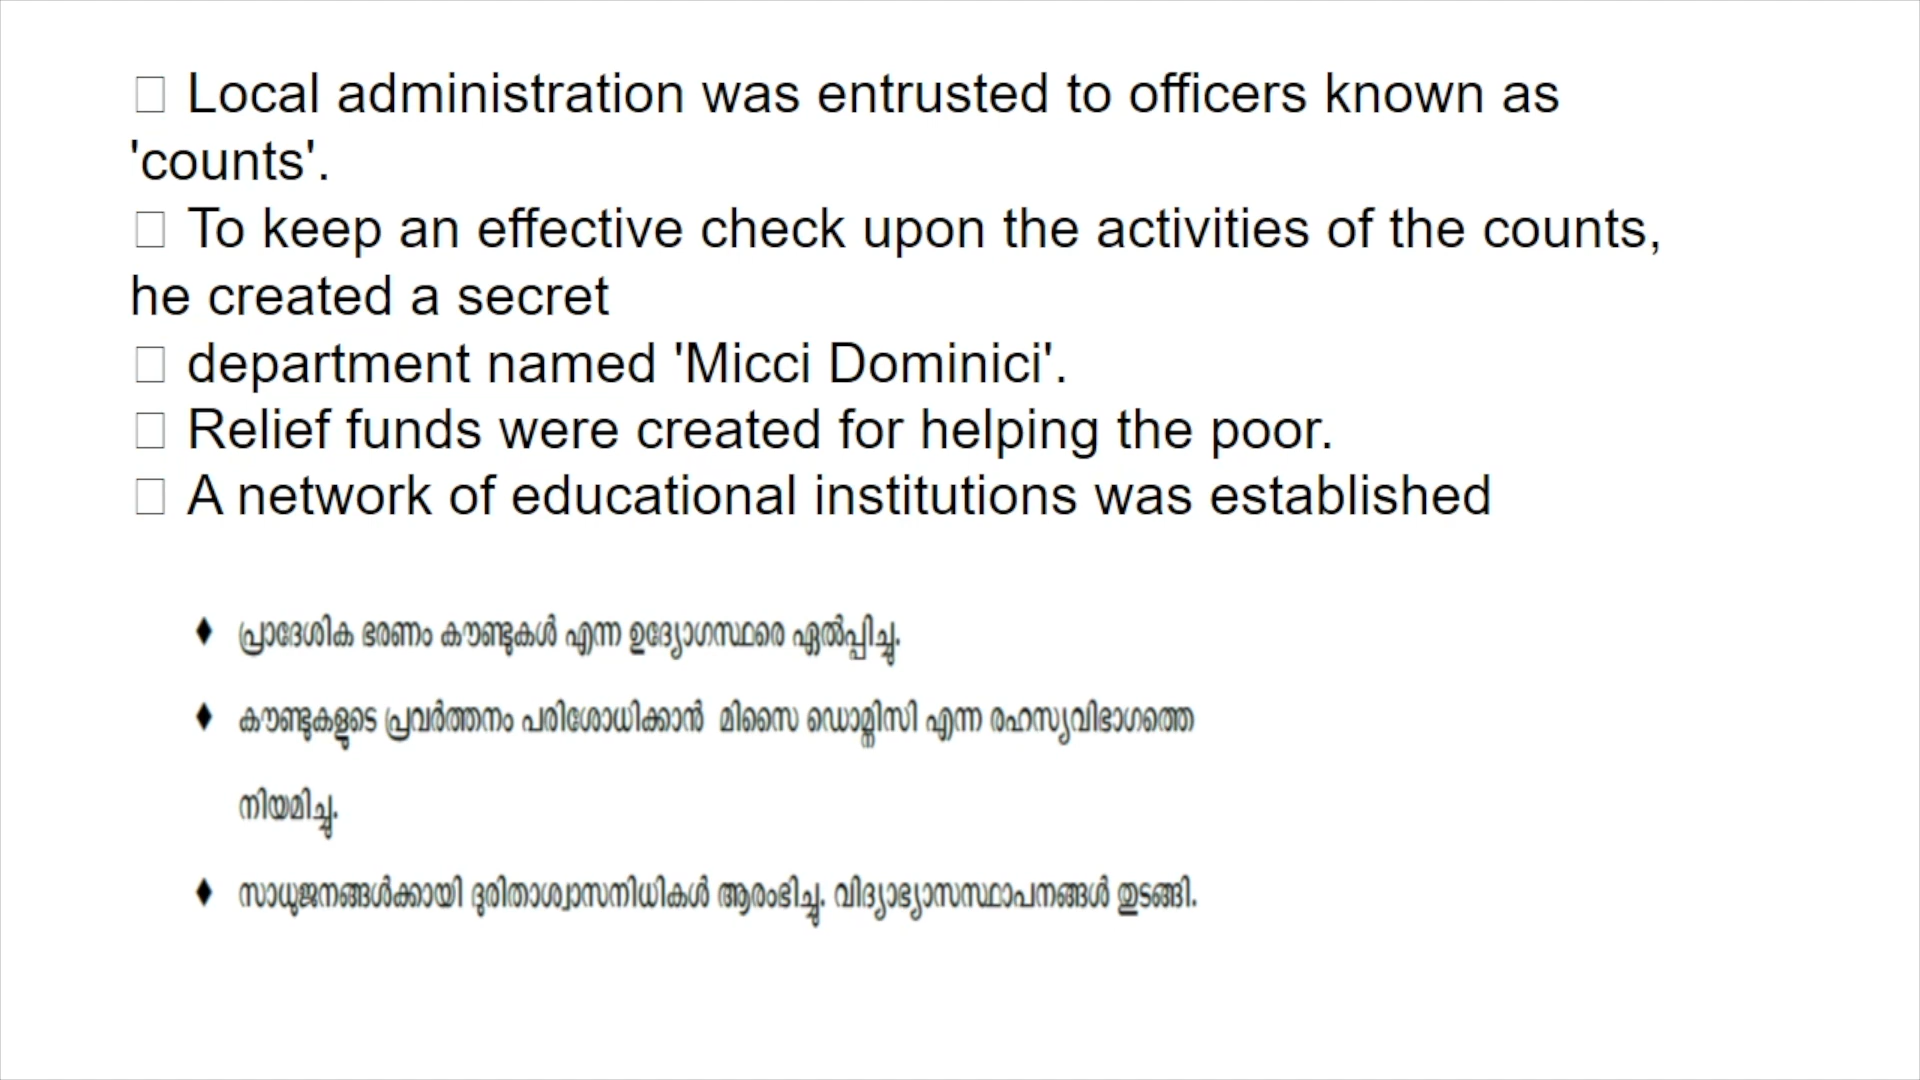 □ Local administration was entrusted to officers known as
'counts'.
□ To keep an effective check upon the activities of the counts,
he created a secret
□ department named 'Micci Dominici'.
□ Relief funds were created for helping the poor.
□ A network of educational institutions was established
♦ പ്രാദേശിക ഭരണം കൗണ്ടുകൾ എന്ന ഉദ്യോഗസ്ഥരെ ഏൽപ്പിച്ചു.
♦ കൗണ്ടുകളുടെ പ്രവർത്തനം പരിശോധിക്കാൻ മിസൈ ഡൊമ്നിസി എന്ന രഹസ്യവിഭാഗത്തെ
നിയമിച്ചു.
♦ സാധുജനങ്ങൾക്കായി ദുരിതാശ്വാസനിധികൾ ആരംഭിച്ചു. വിദ്യാഭ്യാസസ്ഥാപനങ്ങൾ തുടങ്ങി.